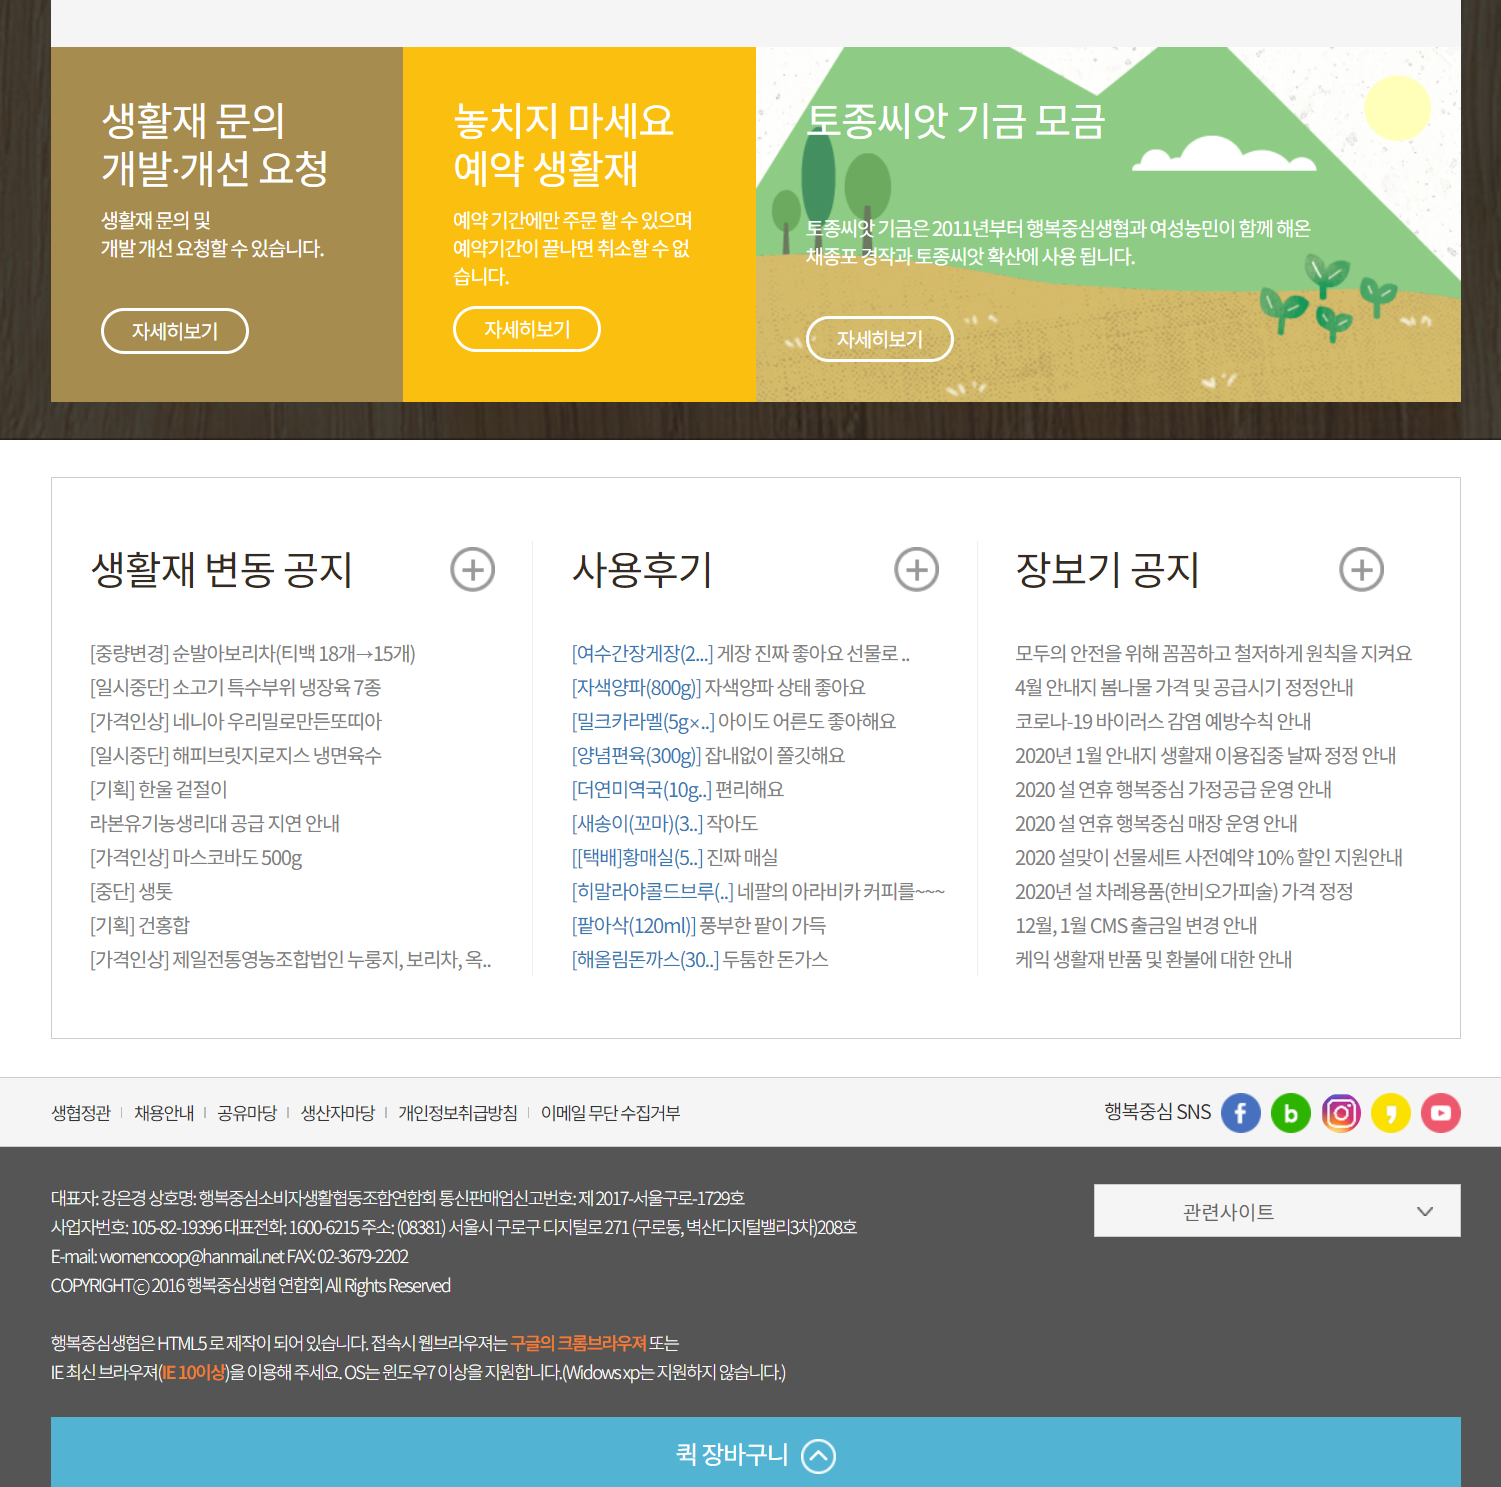 생활재 문의
개발·개선 요청
생활재 문의 및
개발 개선 요청할 수 있습니다.
자세히보기
놓치지 마세요
예약 생활재
예약 기간에만 주문 할 수 있으며
예약기간이 끝나면 취소할 수 없
습니다.
자세히보기
토종씨앗 기금 모금
토종씨앗 기금은 2011년부터 행복중심생협과 여성농민이 함께 해온
채종포 경작과 토종씨앗 확산에 사용 됩니다.
자세히보기
생활재 변동 공지
[중량변경] 순발아보리차(티백 18개→15개)
[일시중단] 소고기 특수부위 냉장육 7종
[가격인상] 네니아 우리밀로만든또띠아
[일시중단] 해피브릿지로지스 냉면육수
[기획] 한울 겉절이
라본유기농생리대 공급 지연 안내
[가격인상] 마스코바도 500g
[중단] 생톳
[기획] 건홍합
[가격인상] 제일전통영농조합법인 누룽지, 보리차, 옥..
사용후기
[여수간장게장(2...] 게장 진짜 좋아요 선물로 ..
[자색양파(800g)] 자색양파 상태 좋아요
[밀크카라멜(5g×..] 아이도 어른도 좋아해요
[양념편육(300g)] 잡내없이 쫄깃해요
[더연미역국(10g..] 편리해요
[새송이(꼬마)(3..] 작아도
[[택배]황매실(5..] 진짜 매실
[히말라야콜드브루(..] 네팔의 아라비카 커피를~~~
[팥아삭(120ml)] 풍부한 팥이 가득
[해올림돈까스(30..] 두툼한 돈가스
장보기 공지
모두의 안전을 위해 꼼꼼하고 철저하게 원칙을 지켜요
4월 안내지 봄나물 가격 및 공급시기 정정안내
코로나-19 바이러스 감염 예방수칙 안내
2020년 1월 안내지 생활재 이용집중 날짜 정정 안내
2020 설 연휴 행복중심 가정공급 운영 안내
2020 설 연휴 행복중심 매장 운영 안내
2020 설맞이 선물세트 사전예약 10% 할인 지원안내
2020년 설 차례용품(한비오가피술) 가격 정정
12월, 1월 CMS 출금일 변경 안내
케익 생활재 반품 및 환불에 대한 안내
생협정관 채용안내 공유마당 생산자마당 개인정보취급방침 이메일 무단 수집거부
행복중심 SNS
대표자: 강은경 상호명: 행복중심소비자생활협동조합연합회 통신판매업신고번호: 제 2017-서울구로-1729호
사업자번호: 105-82-19396 대표전화: 1600-6215 주소: (08381) 서울시 구로구 디지털로 271 (구로동, 벽산디지털밸리3차)208호
E-mail: womencoop@hanmail.net FAX: 02-3679-2202
COPYRIGHTⓒ 2016 행복중심생협 연합회 All Rights Reserved
관련사이트
행복중심생협은 HTML5 로 제작이 되어 있습니다. 접속시 웹브라우져는 구글의 크롬브라우져 또는
IE 최신 브라우져(IE 10이상)을 이용해 주세요. OS는 윈도우7 이상을 지원합니다.(Widows xp는 지원하지 않습니다.)
퀵 장바구니